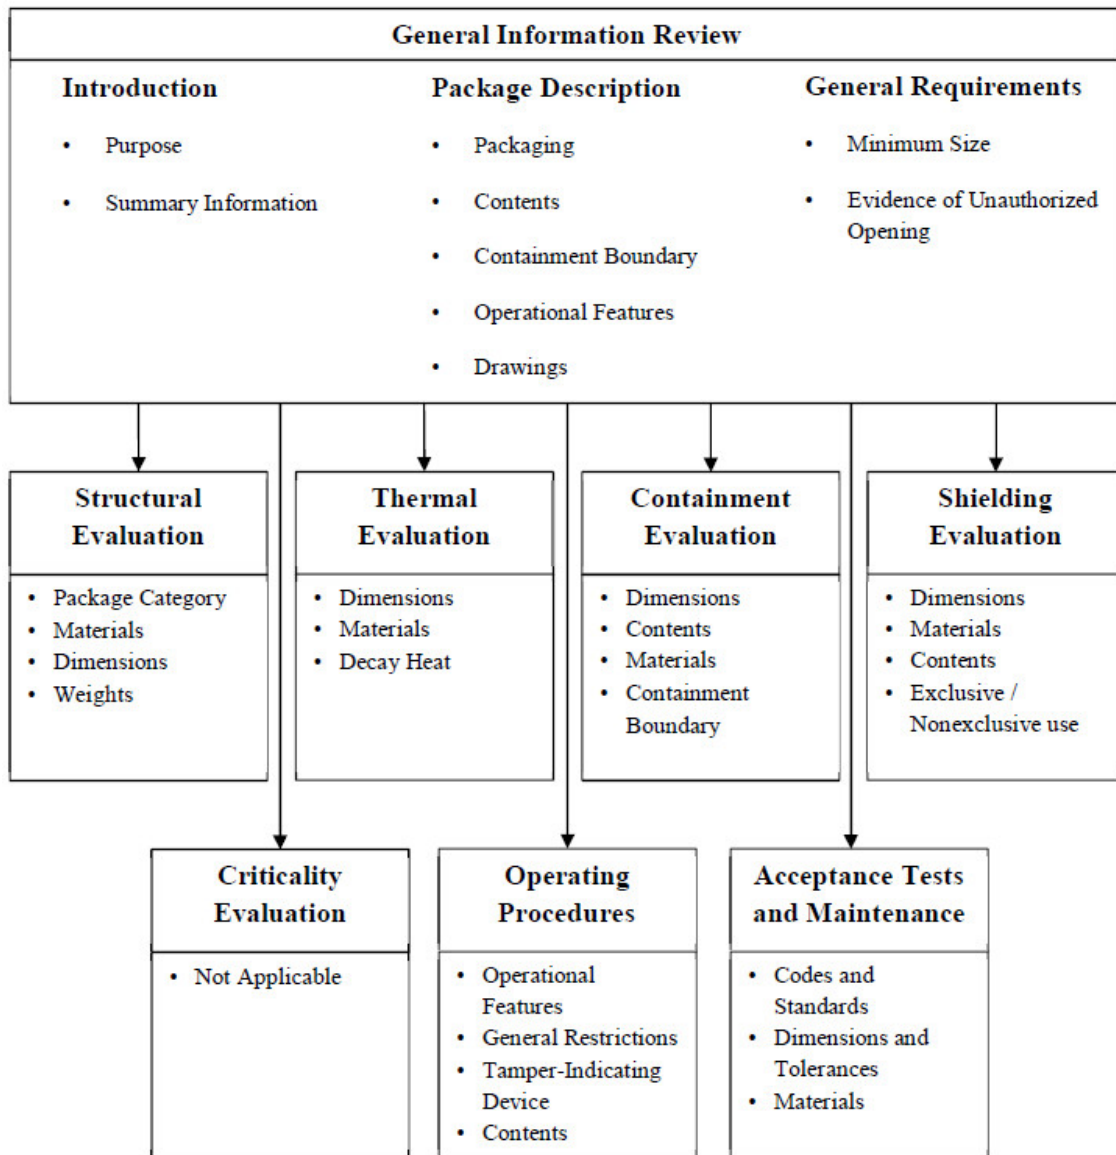 General Information Review
Introduction
• Purpose
• Summary Information
Package Description
• Packaging
• Contents
• Containment Boundary
• Operational Features
• Drawings
General Requirements
• Minimum Size
• Evidence of Unauthorized
Opening
Structural
Evaluation
• Package Category
• Materials
• Dimensions
• Weights
Thermal
Evaluation
• Dimensions
• Materials
• Decay Heat
Containment
Evaluation
• Dimensions
• Contents
• Materials
• Containment
Boundary
Shielding
Evaluation
• Dimensions
• Materials
• Contents
• Exclusive /
Nonexclusive use
Criticality
Evaluation
• Not Applicable
Operating
Procedures
• Operational
Features
• General Restrictions
• Tamper-Indicating
Device
• Contents
Acceptance Tests
and Maintenance
• Codes and
Standards
• Dimensions and
Tolerances
• Materials